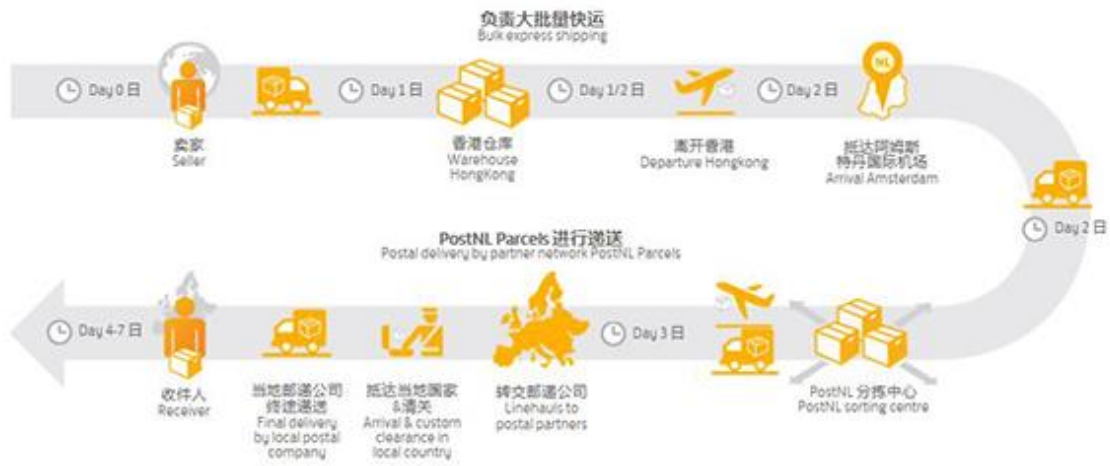 负责大批量快运
Bulk express shipping
Day 0 日
Day 1 日
Day 1/2 日
Day 2 日
NL
卖家
Seller
香港仓库
Warehouse
HongKong
离开香港
Departure Hongkong
抵达阿姆斯
特丹国际机场
Arrival Amsterdam
Day 2 日
PostNL Parcels 进行递送
Postal delivery by partner network PostNL Parcels
Day 4-7 日
Day 3 日
收件人
Receiver
当地邮递公司
终途递送
Final delivery
by local postal
company
抵达当地国家
&清关
Arrival & custom
clearance in
local country
转交邮递公司
Linehauls to
postal partners
PostNL 分拣中心
PostNL sorting centre